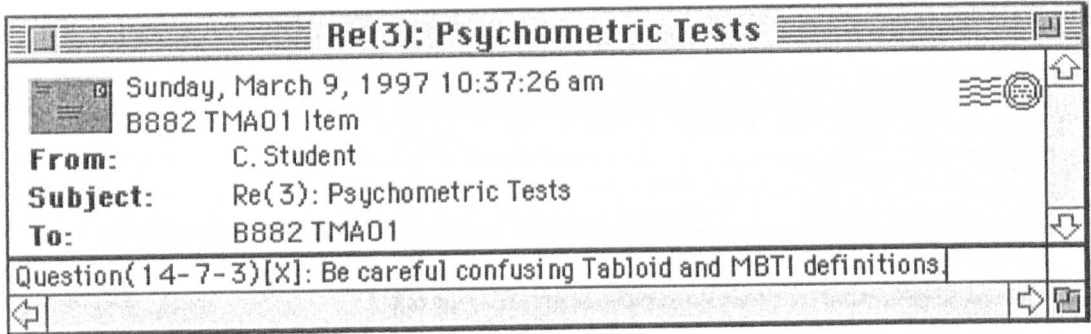 Re(3): Psychometric Tests
Sunday, March 9, 1997 10:37:26 am
B882 TMA01 Item
From: C. Student
Subject: Re(3): Psychometric Tests
To: B882 TMA01
Question(14-7-3)[X]: Be careful confusing Tabloid and MBTI definitions.